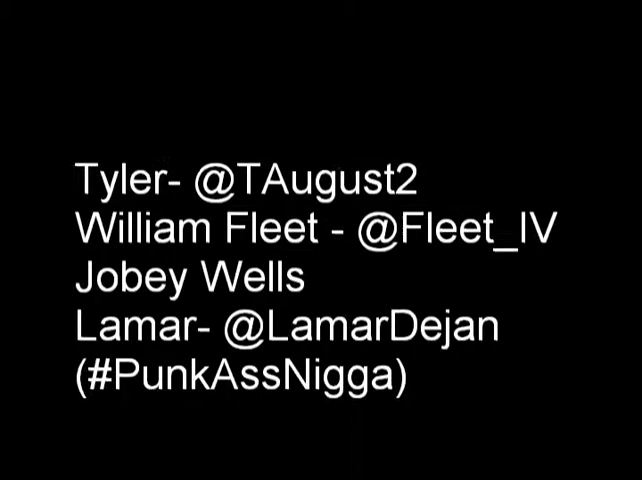 Tyler- @TAugust2
William Fleet - @Fleet_IV
Jobey Wells
Lamar- @LamarDejan
(#PunkAssNigga)